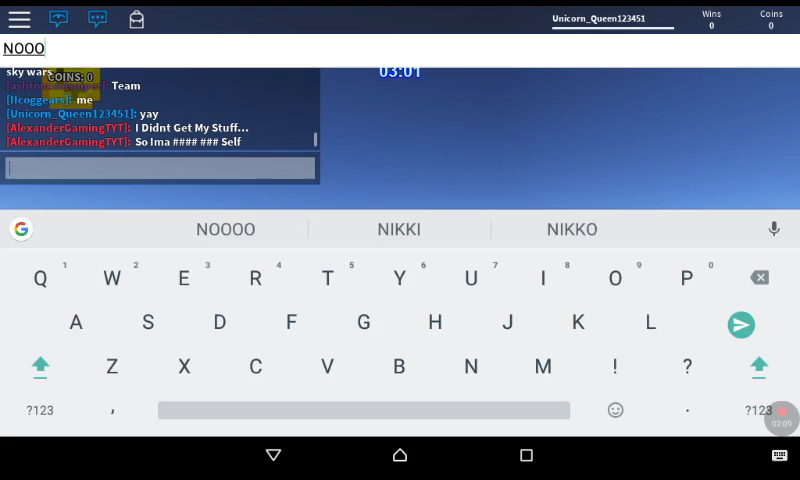 Unicorn_Queen123451
Wins
0
Coins
0
NOOO
sky wars
COINS: 0
03:01
Team
[IIcoggears]: me
[Unicorn_Queen123451]: yay
[AlexanderGamingTYT]: I Didnt Get My Stuff...
[AlexanderGamingTYT]: So Ima #### ### Self
G NOOOO NIKKI NIKKO
Q 1 W 2 E 3 R 4 T 5 Y 6 U 7 I 8 O 9 P 0
A S D F G H J K L
Z X C V B N M ! ?
?123 , . ?123
02:09